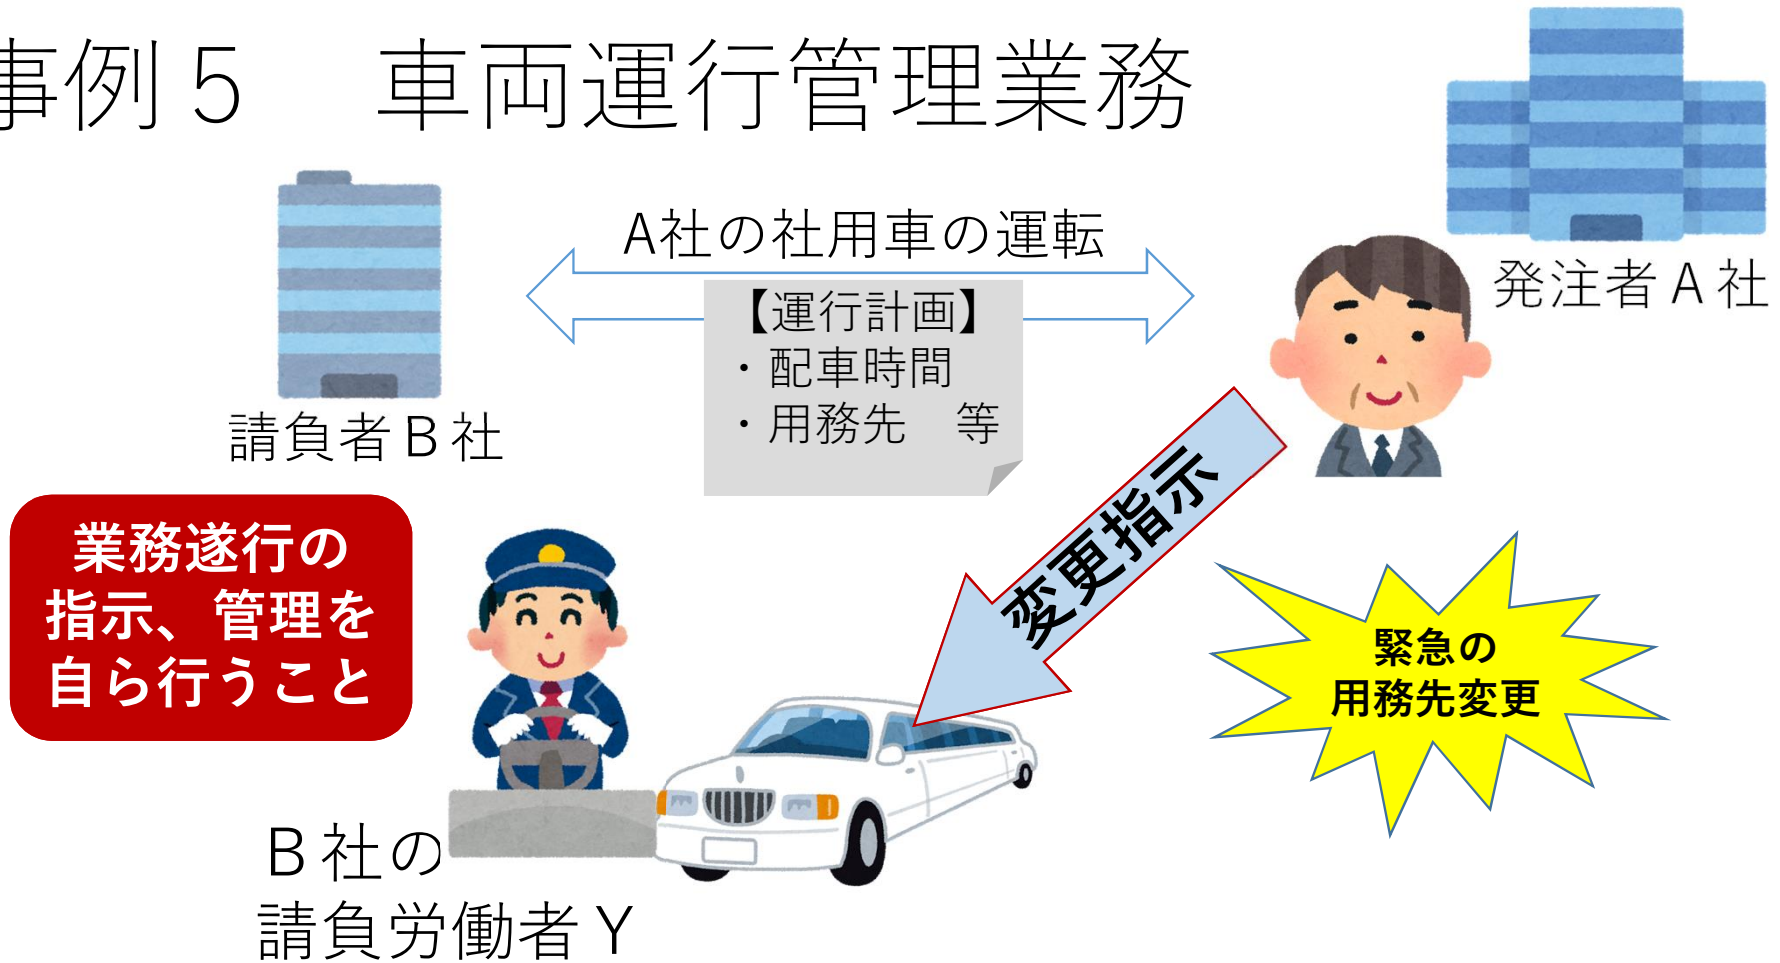 事例５　車両運行管理業務
A社の社用車の運転
発注者Ａ社
【運行計画】
・配車時間
・用務先　等
請負者Ｂ社
変更指示
業務遂行の
指示、管理を
自ら行うこと
緊急の
用務先変更
Ｂ社の
請負労働者Ｙ